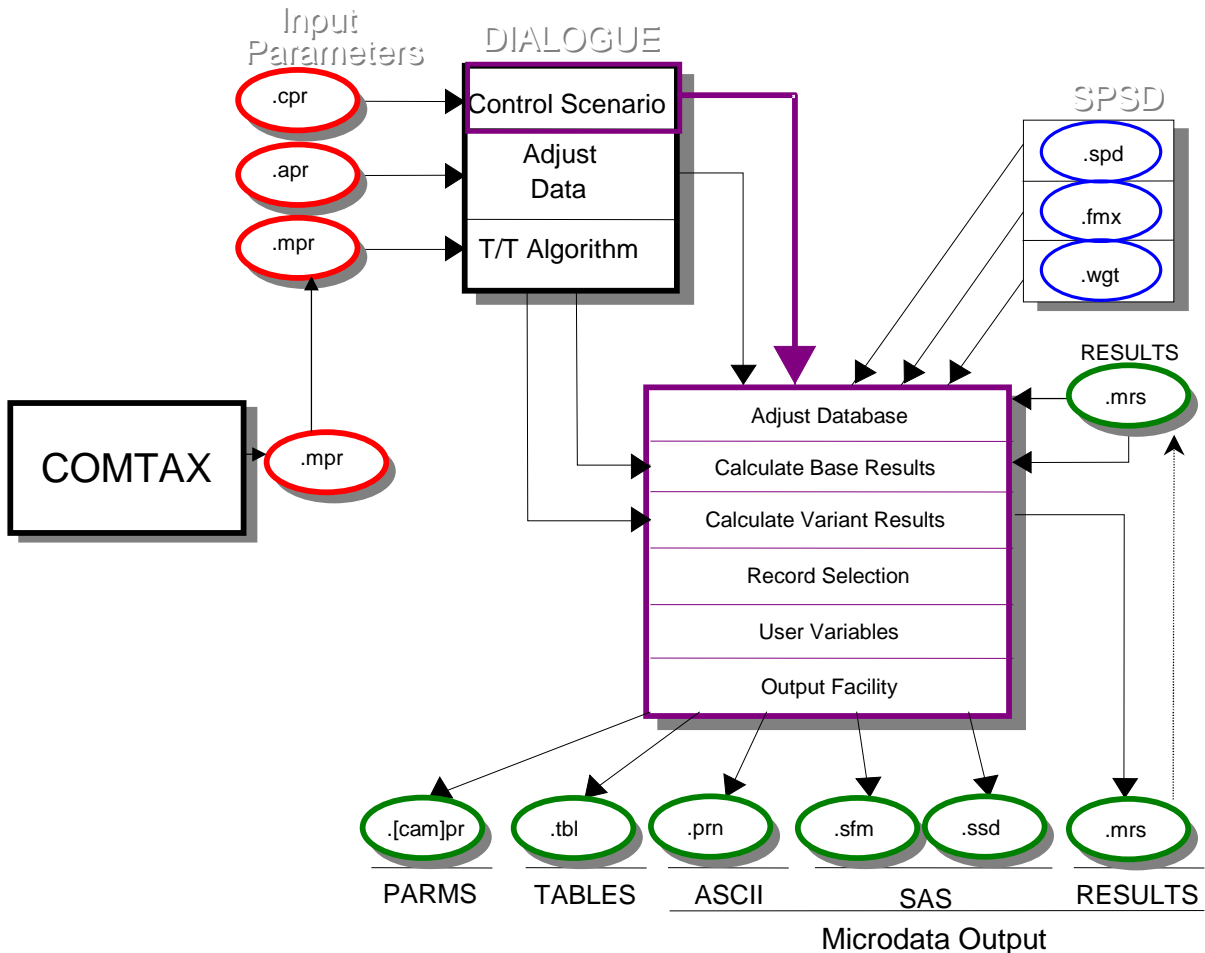 Input
Parameters
DIALOGUE
SPSD
.cpr
Control Scenario
.apr
Adjust
Data
.mpr
T/T Algorithm
.spd
.fmx
.wgt
RESULTS
.mrs
COMTAX
.mpr
Adjust Database
Calculate Base Results
Calculate Variant Results
Record Selection
User Variables
Output Facility
.[cam]pr
.tbl
.prn
.sfm
.ssd
.mrs
PARMS
TABLES
ASCII
SAS
RESULTS
Microdata Output